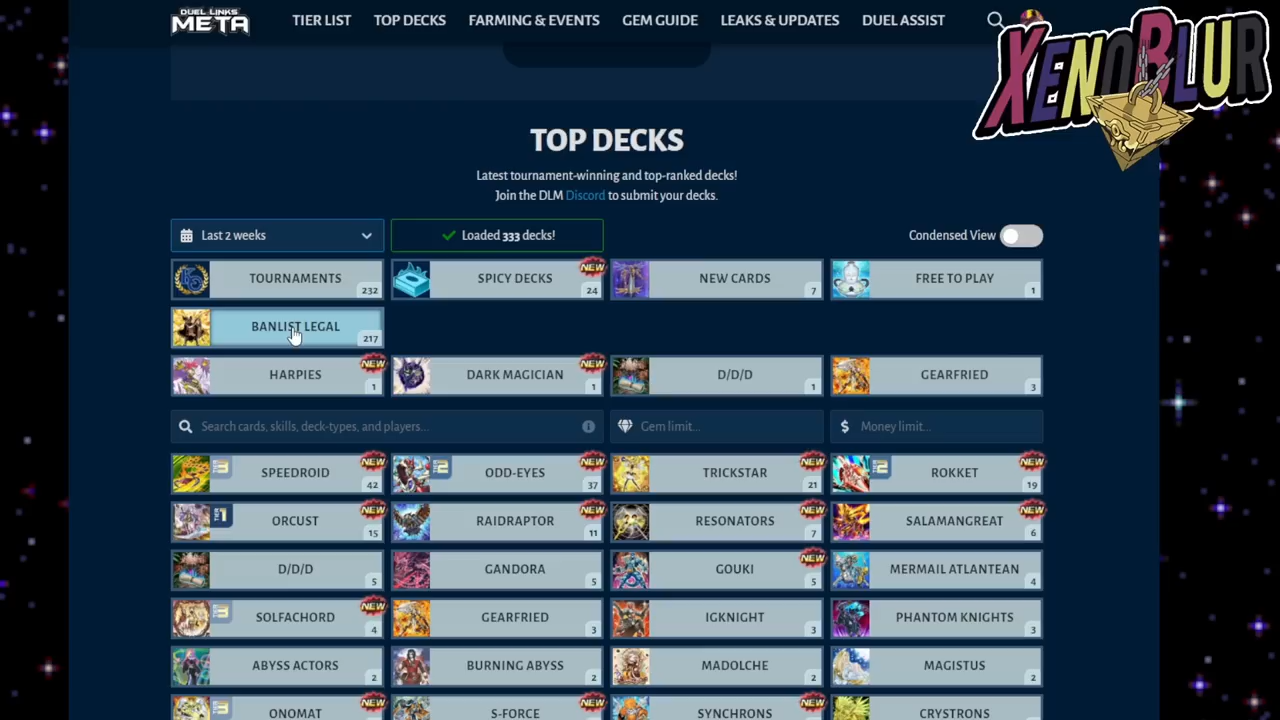 DUEL LINKS
META
TIER LIST
TOP DECKS
FARMING & EVENTS
GEM GUIDE
LEAKS & UPDATES
DUEL ASSIST
XENOBLUR
TOP DECKS
Latest tournament-winning and top-ranked decks!
Join the DLM Discord to submit your decks.
Last 2 weeks
Loaded 333 decks!
Condensed View
TOURNAMENTS
232
SPICY DECKS
NEW
24
NEW CARDS
7
FREE TO PLAY
1
BANLIST LEGAL
217
HARPIES
NEW
1
DARK MAGICIAN
NEW
1
D/D/D
1
GEARFRIED
3
Search cards, skills, deck-types, and players...
Gem limit...
$ Money limit...
SPEEDROID
NEW
42
2
ODD-EYES
NEW
37
TRICKSTAR
NEW
21
2
ROKKET
NEW
19
TIER 1
ORCUST
NEW
15
RAIDRAPTOR
NEW
11
RESONATORS
NEW
7
SALAMANGREAT
NEW
6
D/D/D
5
GANDORA
5
GOUKI
NEW
5
MERMAIL ATLANTEAN
4
SOLFACHORD
NEW
4
GEARFRIED
3
IGKNIGHT
3
PHANTOM KNIGHTS
3
ABYSS ACTORS
2
BURNING ABYSS
2
MADOLCHE
2
MAGISTUS
2
ONOMAT
NEW
S-FORCE
NEW
SYNCHRONS
NEW
CRYSTRONS